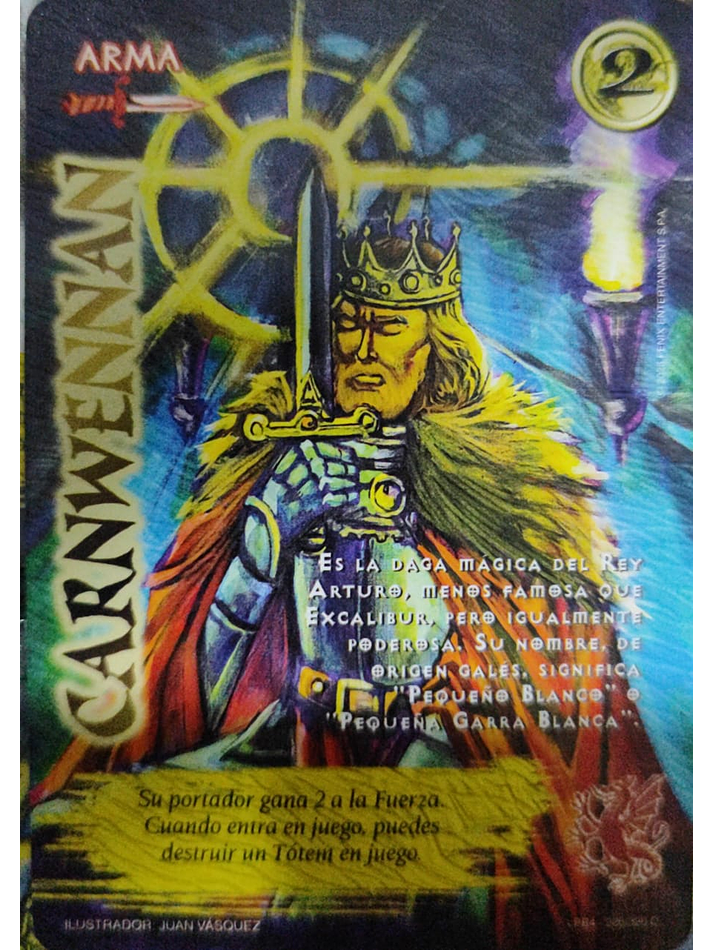 ARMA
2
CARNWENNAN
FENIX ENTERTAINMENT S.P.A.
Es la daga mágica del Rey
Arturo, menos famosa que
Excalibur, pero igualmente
poderosa. Su nombre, de
origen galés, significa
"Pequeño Blanco" o
"Pequeña Garra Blanca".
Su portador gana 2 a la Fuerza.
Cuando entra en juego, puedes
destruir un Tótem en juego.
ILUSTRADOR: JUAN VÁSQUEZ